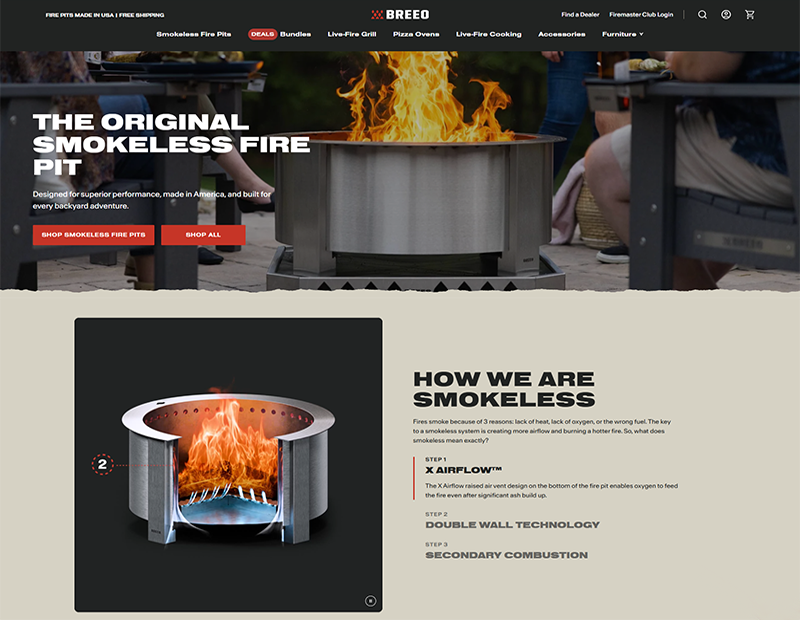 FIRE PITS MADE IN USA | FREE SHIPPING
BREEO
Find a Dealer
Firemaster Club Login
Smokeless Fire Pits
DEALS Bundles
Live-Fire Grill
Pizza Ovens
Live-Fire Cooking
Accessories
Furniture
THE ORIGINAL
SMOKELESS FIRE
PIT
Designed for superior performance, made in America, and built for
every backyard adventure.
SHOP SMOKELESS FIRE PITS
SHOP ALL
2
HOW WE ARE
SMOKELESS
Fires smoke because of 3 reasons: lack of heat, lack of oxygen, or the wrong fuel. The key
to a smokeless system is creating more airflow and burning a hotter fire. So, what does
smokeless mean exactly?
STEP 1
X AIRFLOW™
The X Airflow raised air vent design on the bottom of the fire pit enables oxygen to feed
the fire even after significant ash build up.
STEP 2
DOUBLE WALL TECHNOLOGY
STEP 3
SECONDARY COMBUSTION